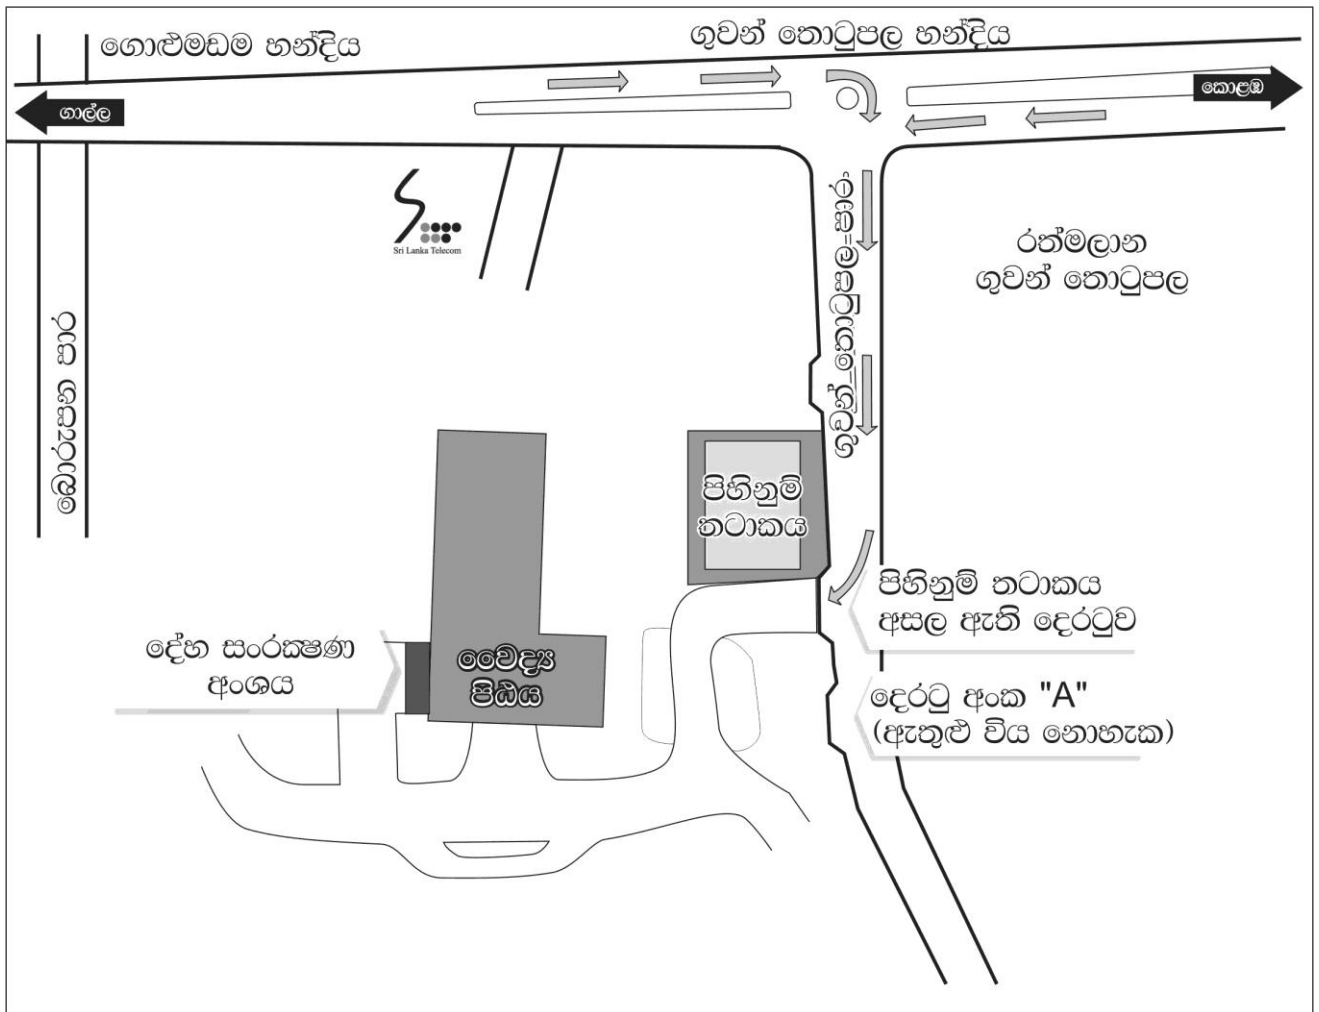 ගොළුමඩම හන්දිය
ගුවන් තොටුපල හන්දිය
ගාල්ල
කොළඹ
Sri Lanka Telecom
රත්මලාන
ගුවන් තොටුපල
ගුවන් තොටුපල පාර
පිහිනුම්
තටාකය
පිහිනුම් තටාකය
අසල ඇති දොරටුව
දේහ සංරක්ෂණ
අංශය
වෛද්‍ය
පීඨය
දොරටු අංක "A"
(ඇතුළු විය නොහැක)